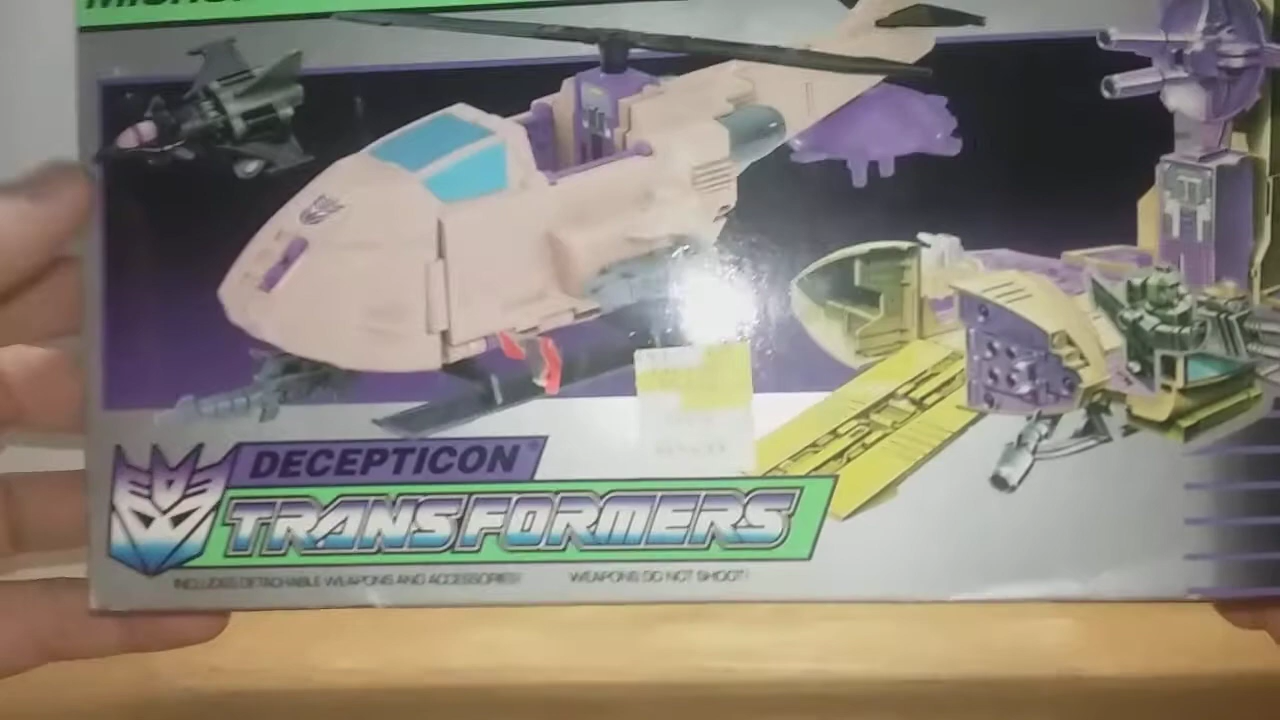 DECEPTICON
TRANSFORMERS
INCLUDES DETACHABLE WEAPONS AND ACCESSORIES!
WEAPONS DO NOT SHOOT!